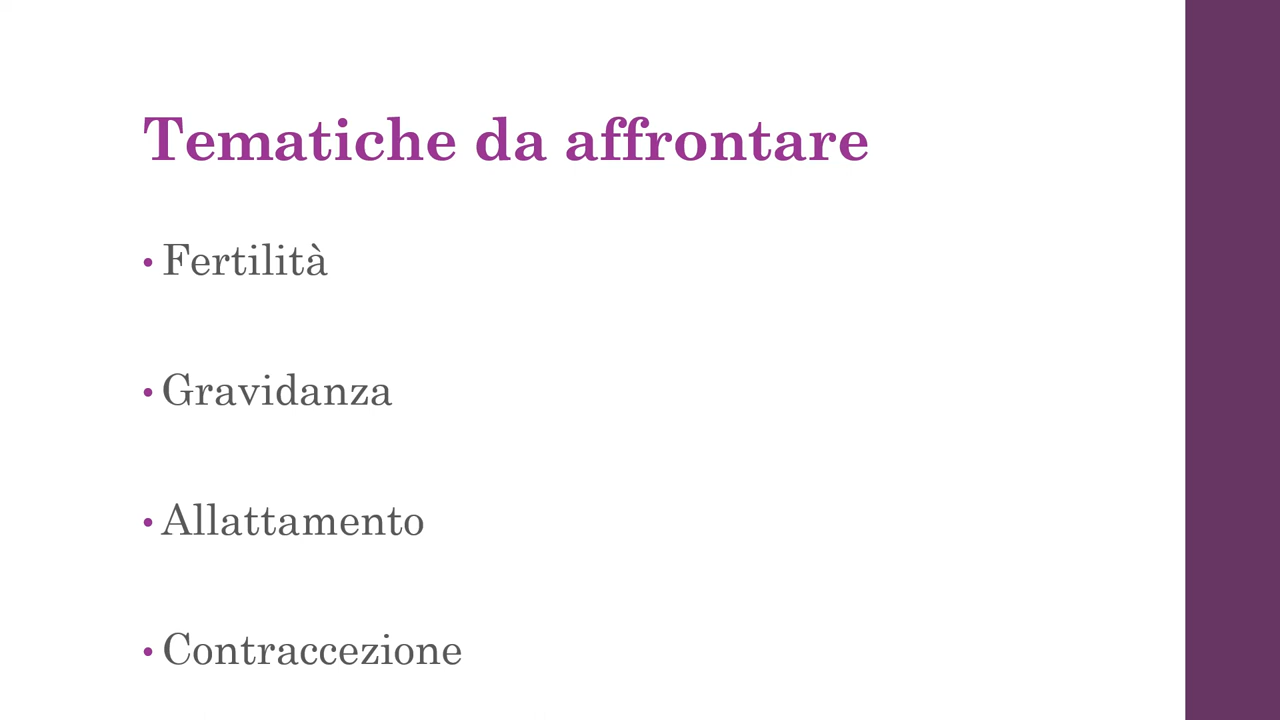 Tematiche da affrontare
• Fertilità
• Gravidanza
• Allattamento
• Contraccezione